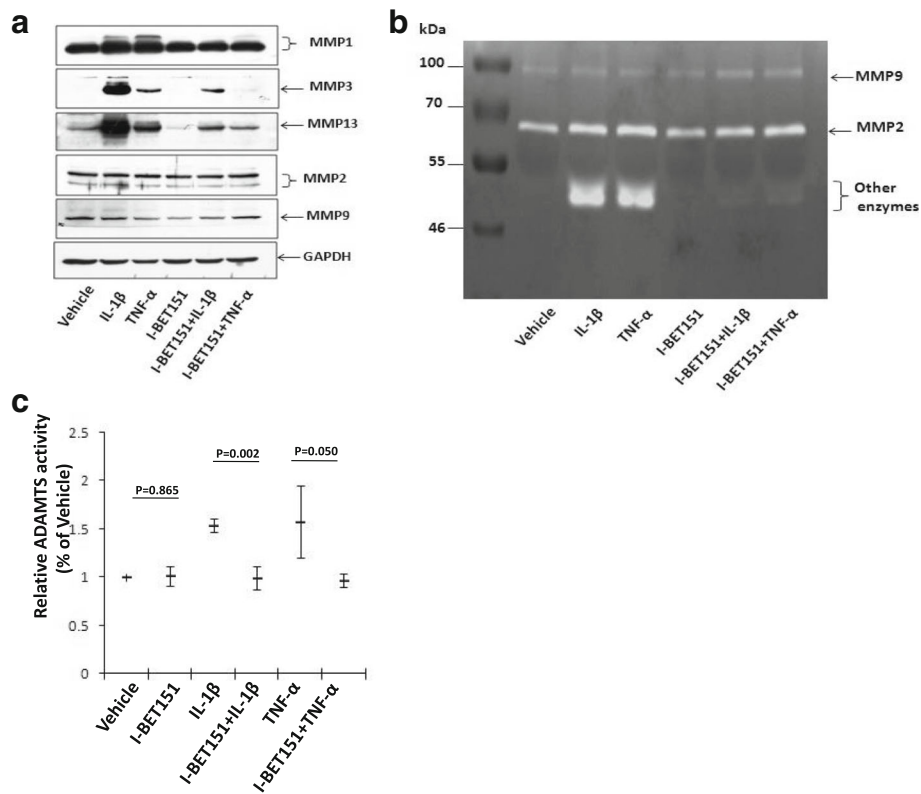 a
MMP1
MMP3
MMP13
MMP2
MMP9
GAPDH
Vehicle
IL-1β
TNF-α
I-BET151
I-BET151+IL-1β
I-BET151+TNF-α
b
kDa
100
70
55
46
MMP9
MMP2
Other
enzymes
Vehicle
IL-1β
TNF-α
I-BET151
I-BET151+IL-1β
I-BET151+TNF-α
c
Relative ADAMTS activity
(% of Vehicle)
2.5
2
1.5
1
0.5
0
P=0.865
P=0.002
P=0.050
Vehicle
I-BET151
IL-1β
I-BET151+IL-1β
TNF-α
I-BET151+TNF-α